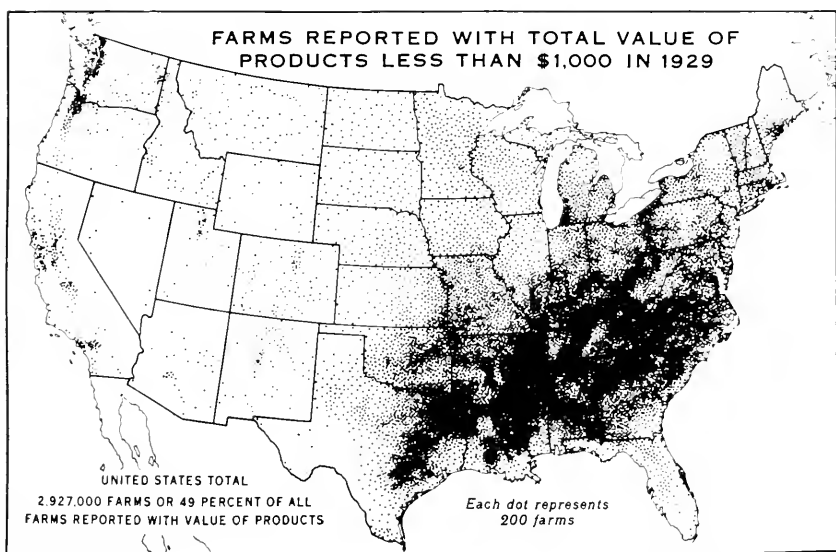 FARMS REPORTED WITH TOTAL VALUE OF
PRODUCTS LESS THAN $1,000 IN 1929
UNITED STATES TOTAL
2,927,000 FARMS OR 49 PERCENT OF ALL
FARMS REPORTED WITH VALUE OF PRODUCTS
Each dot represents
200 farms